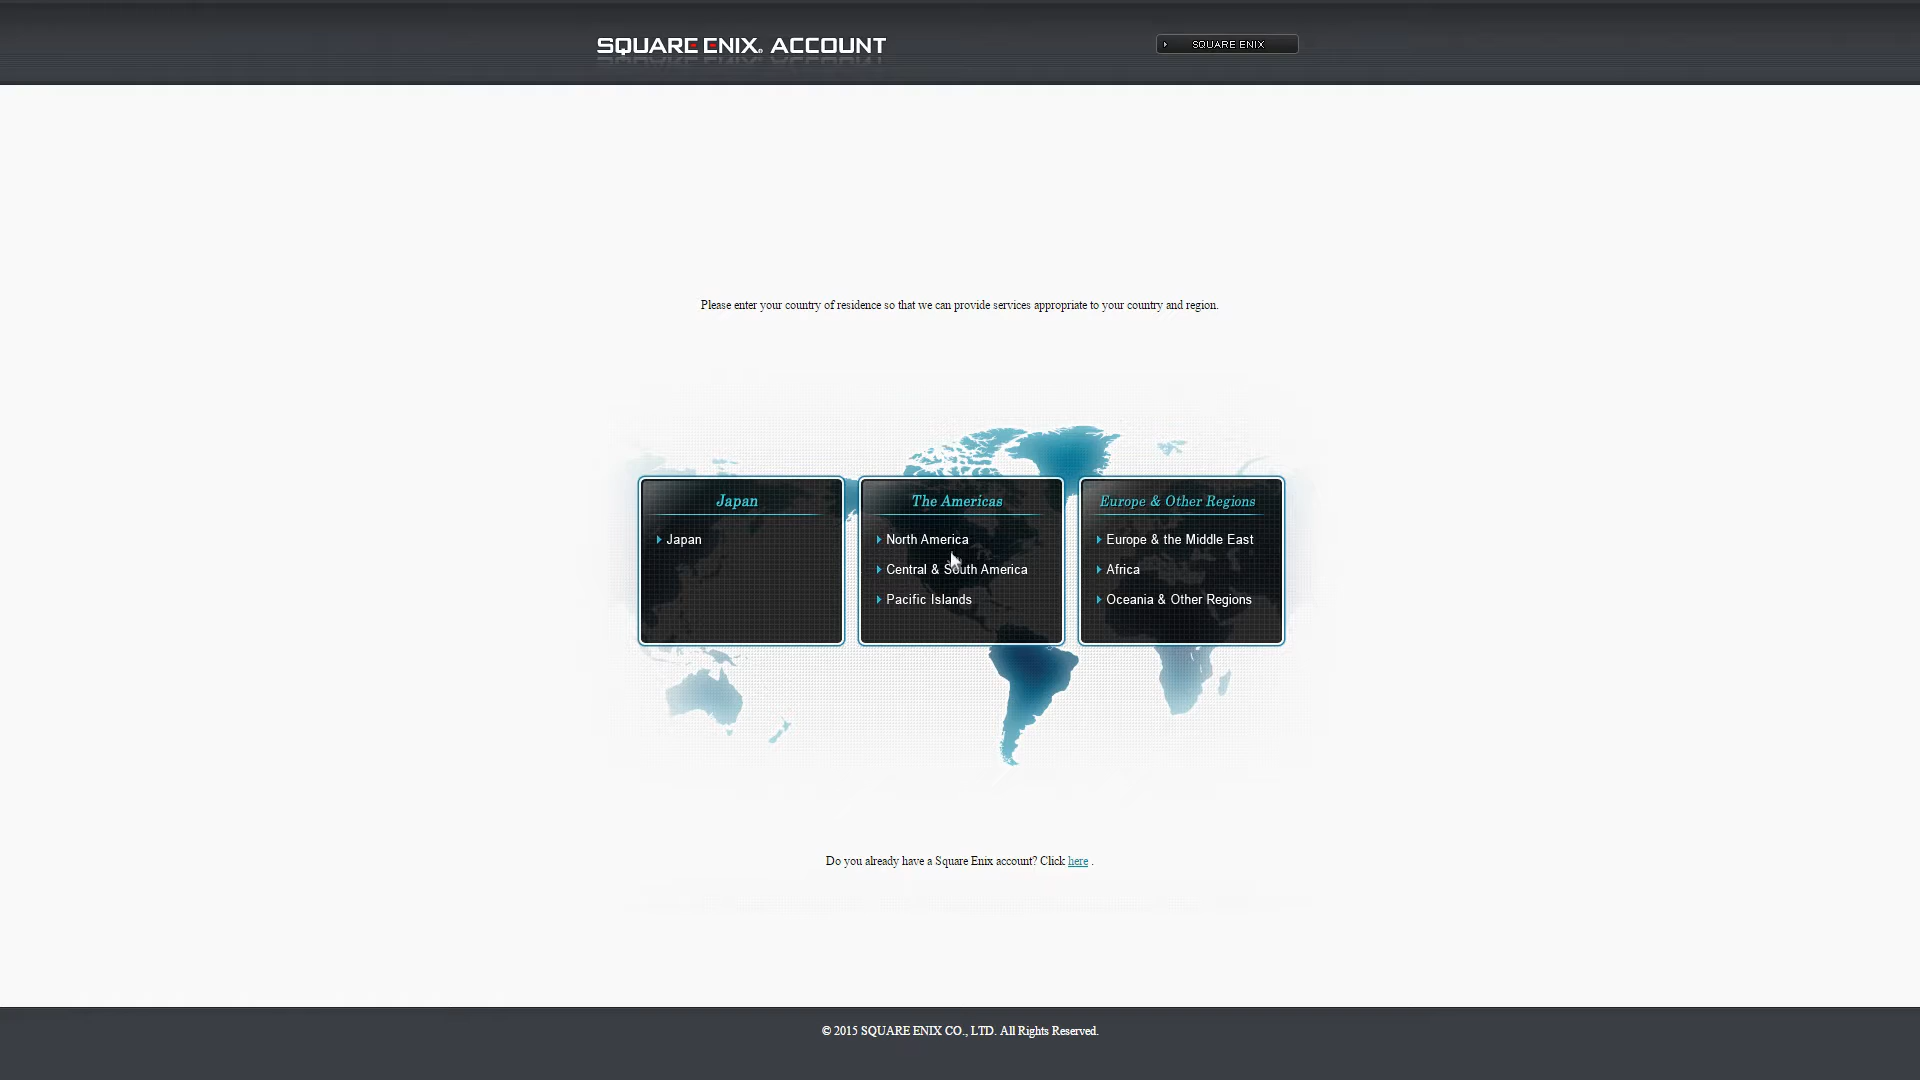 SQUARE ENIX. ACCOUNT
SQUARE ENIX
Please enter your country of residence so that we can provide services appropriate to your country and region.
Japan
Japan
The Americas
North America
Central & South America
Pacific Islands
Europe & Other Regions
Europe & the Middle East
Africa
Oceania & Other Regions
Do you already have a Square Enix account? Click here .
© 2015 SQUARE ENIX CO., LTD. All Rights Reserved.